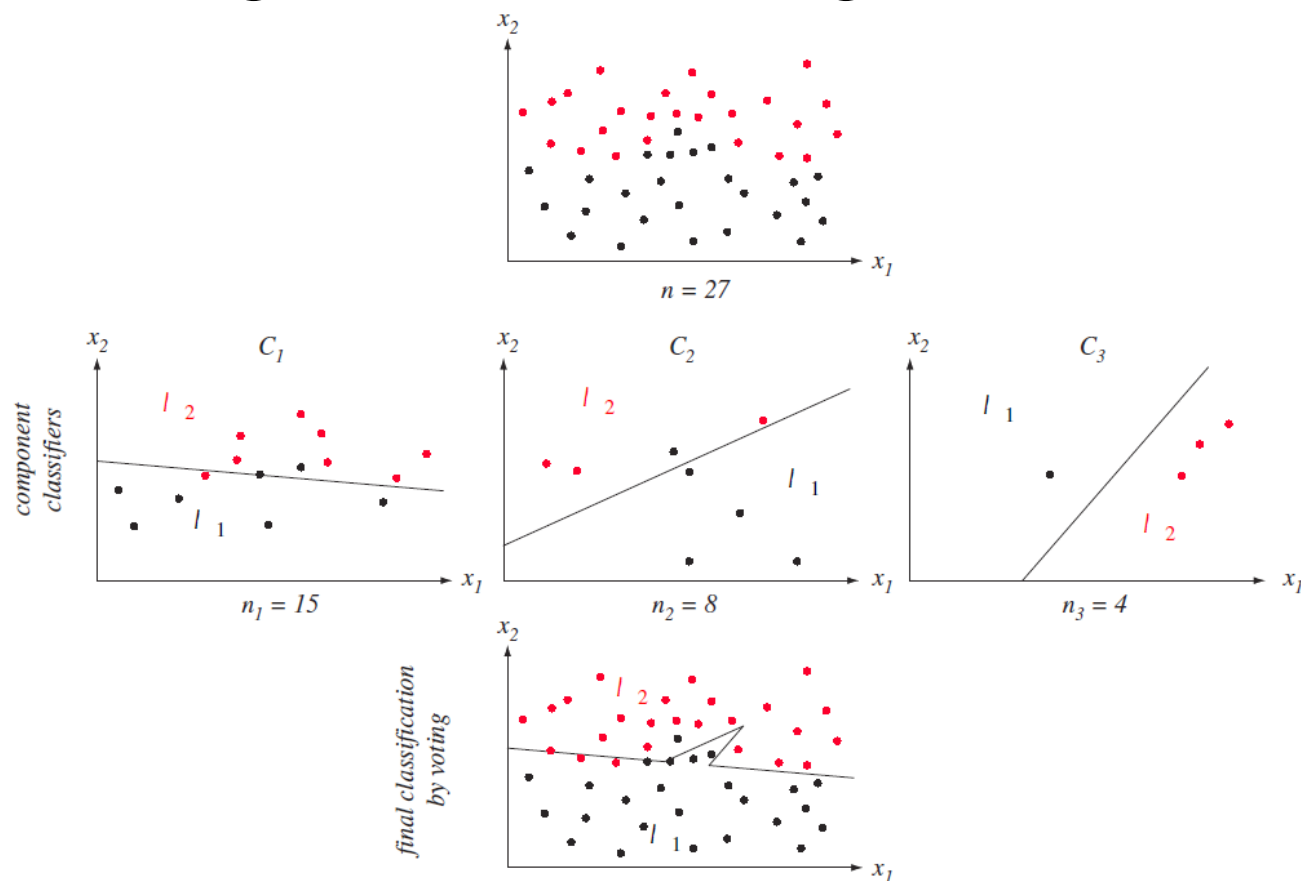 x2
x1
n = 27
component
classifiers
x2
C1
l 2
l 1
x1
n1 = 15
x2
C2
l 2
l 1
x1
n2 = 8
x2
C3
l 1
l 2
x1
n3 = 4
final classification
by voting
x2
l 2
l 1
x1